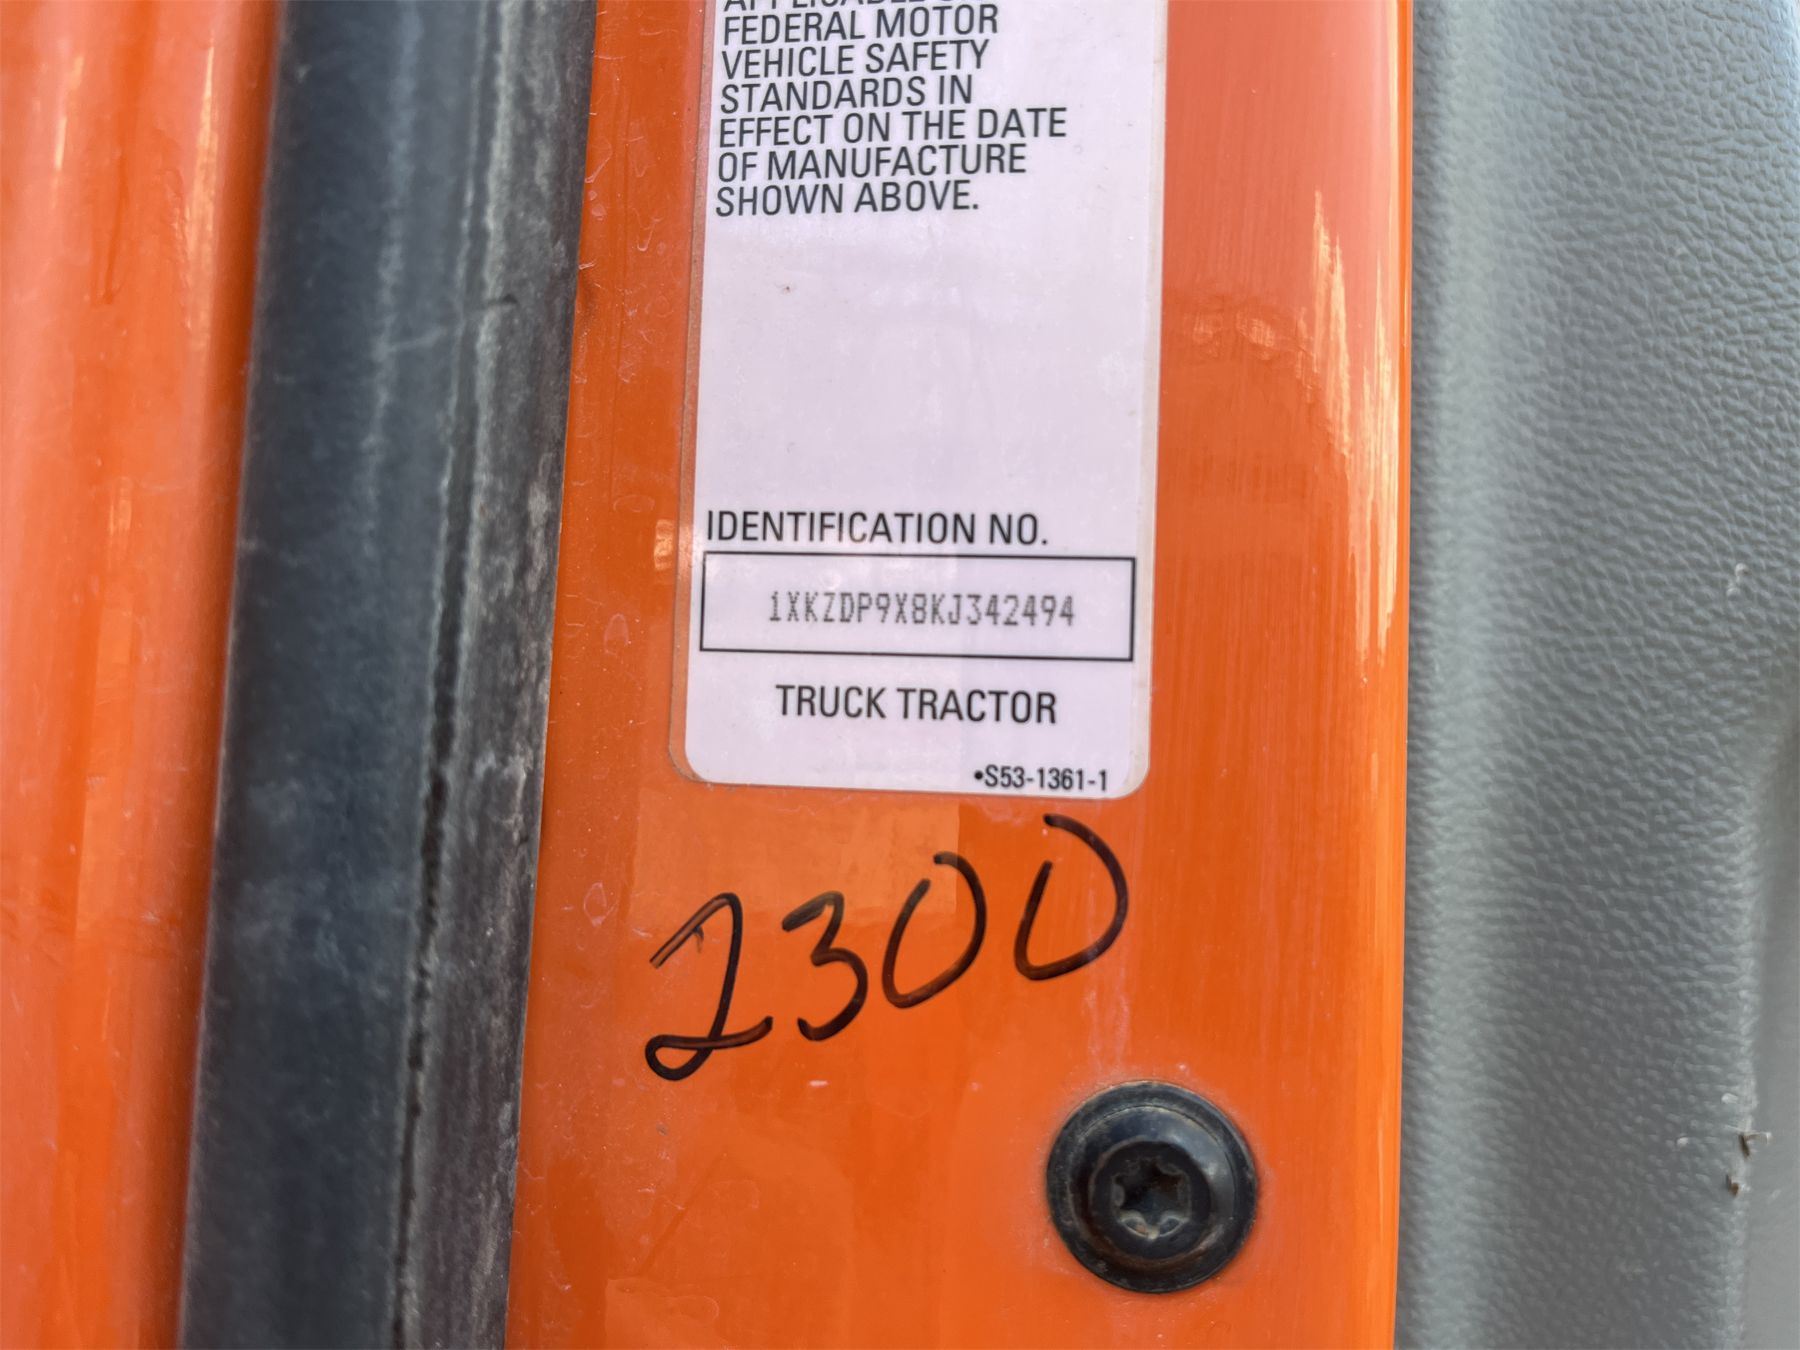 FEDERAL MOTOR
VEHICLE SAFETY
STANDARDS IN
EFFECT ON THE DATE
OF MANUFACTURE
SHOWN ABOVE.
IDENTIFICATION NO.
1XKZDP9X8KJ342494
TRUCK TRACTOR
•S53-1361-1
2300